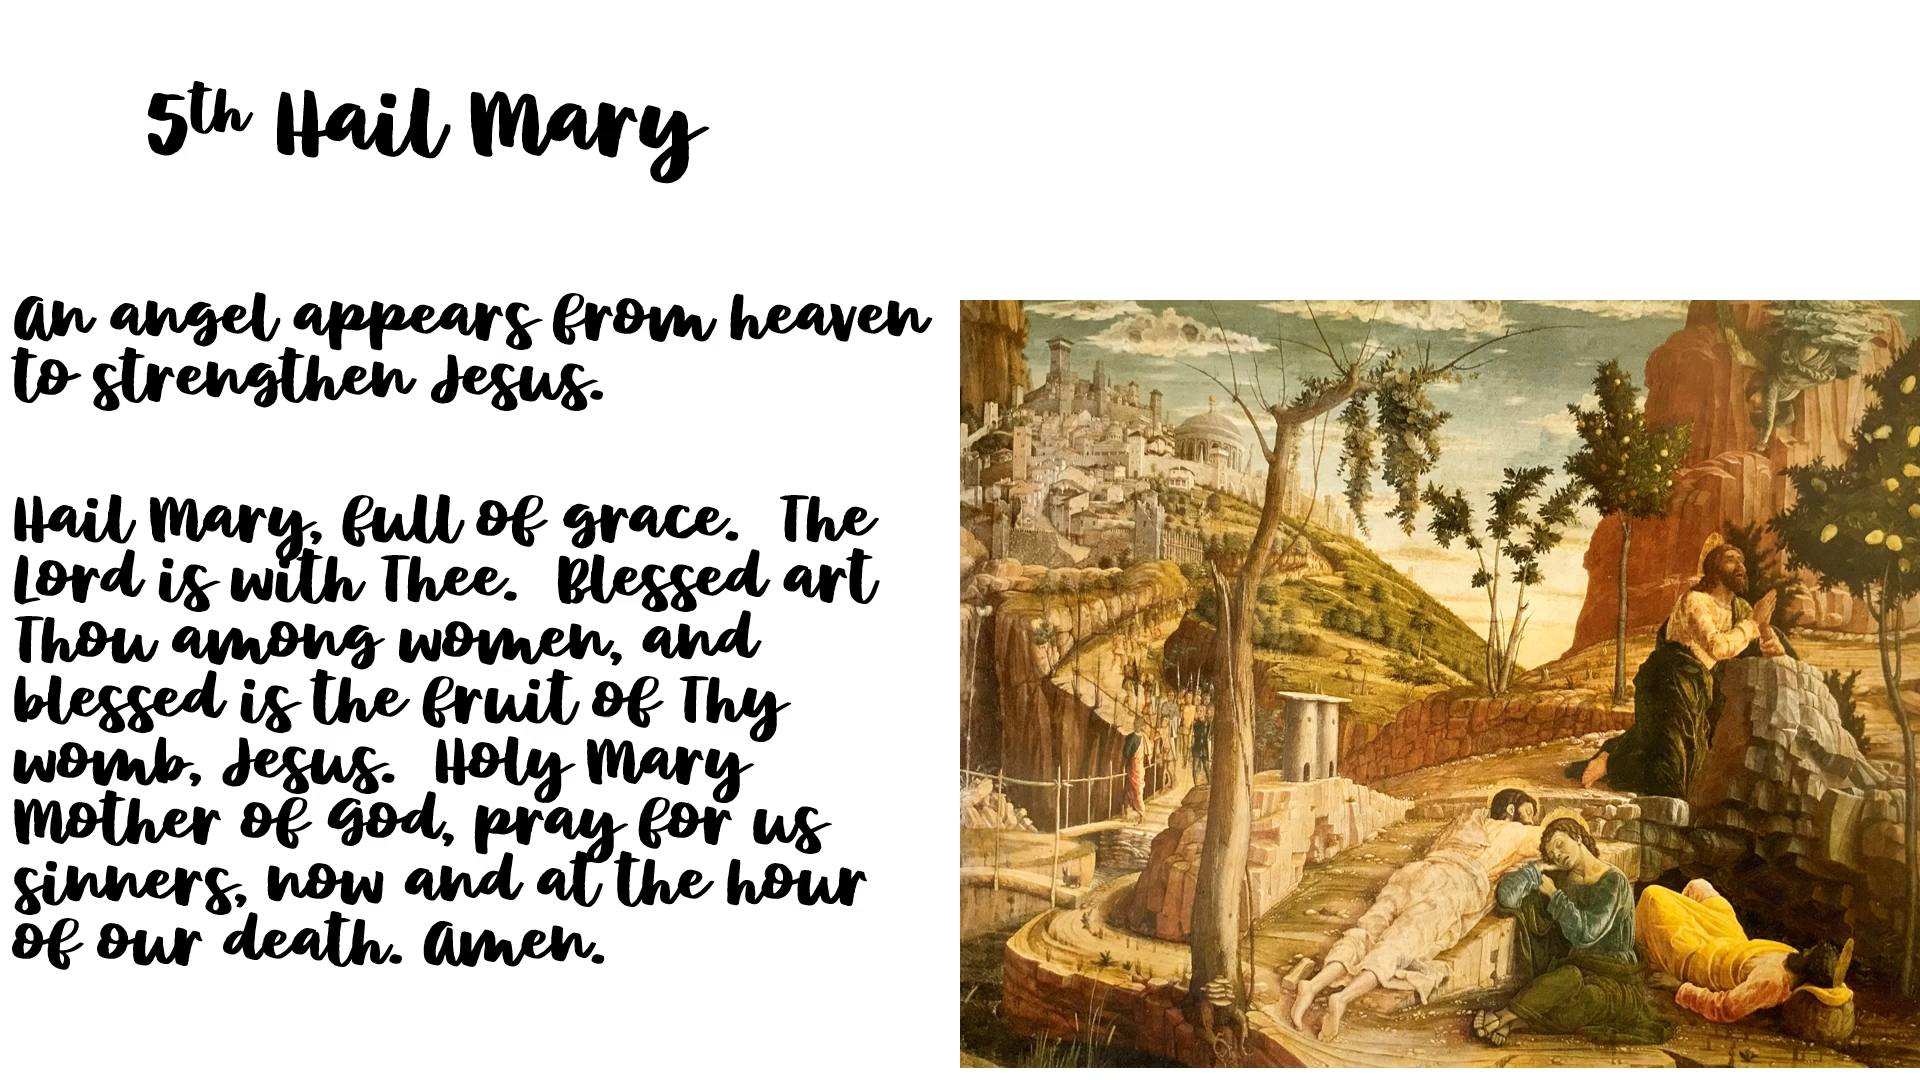 5th Hail Mary
An angel appears from heaven
to strengthen Jesus.
Hail Mary, full of grace.  The
Lord is with Thee.  Blessed art
Thou among women, and
blessed is the fruit of Thy
womb, Jesus.  Holy Mary
Mother of God, pray for us
sinners, now and at the hour
of our death. Amen.